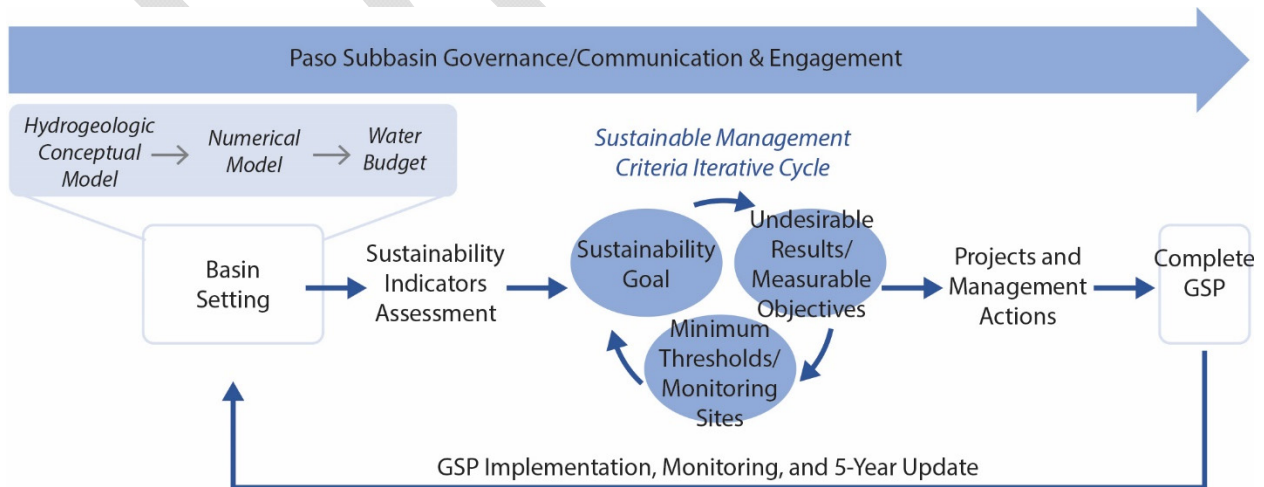 Paso Subbasin Governance/Communication & Engagement
Hydrogeologic
Conceptual
Model
Numerical
Model
Water
Budget
Sustainable Management
Criteria Iterative Cycle
Basin
Setting
Sustainability
Indicators
Assessment
Sustainability
Goal
Undesirable
Results/
Measurable
Objectives
Minimum
Thresholds/
Monitoring
Sites
Projects and
Management
Actions
Complete
GSP
GSP Implementation, Monitoring, and 5-Year Update